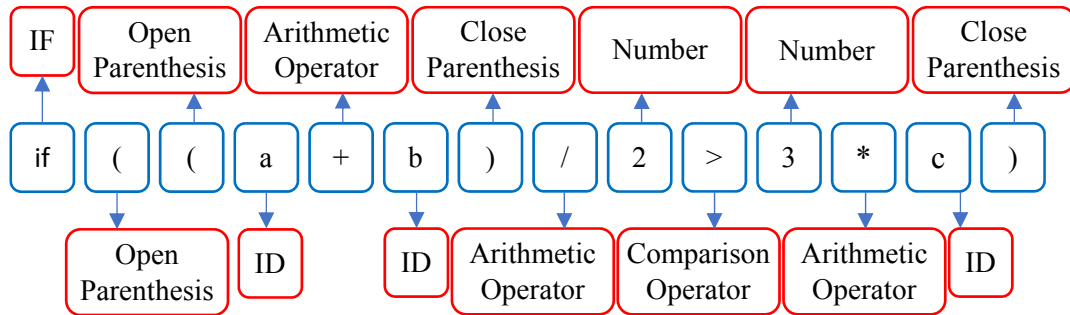 IF
Open
Parenthesis
Arithmetic
Operator
Close
Parenthesis
Number
Number
Close
Parenthesis
if ( ( a + b ) / 2 > 3 * c )
Open
Parenthesis
ID
ID
Arithmetic
Operator
Comparison
Operator
Arithmetic
Operator
ID